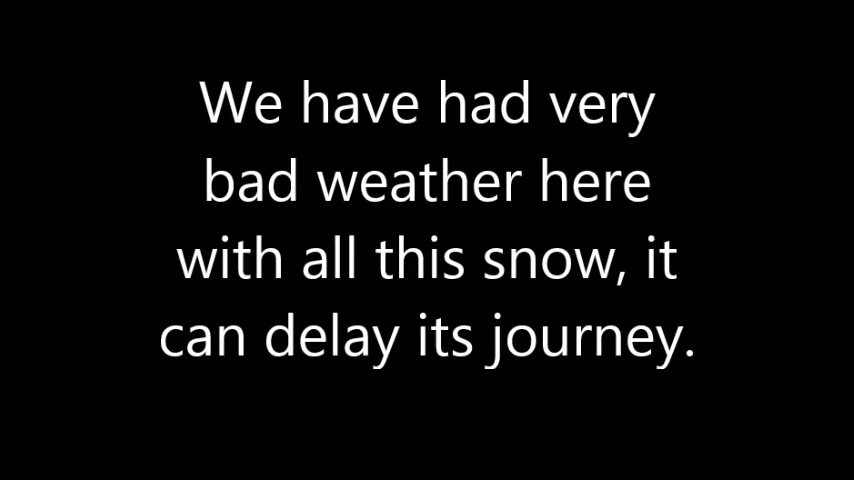 We have had very
bad weather here
with all this snow, it
can delay its journey.